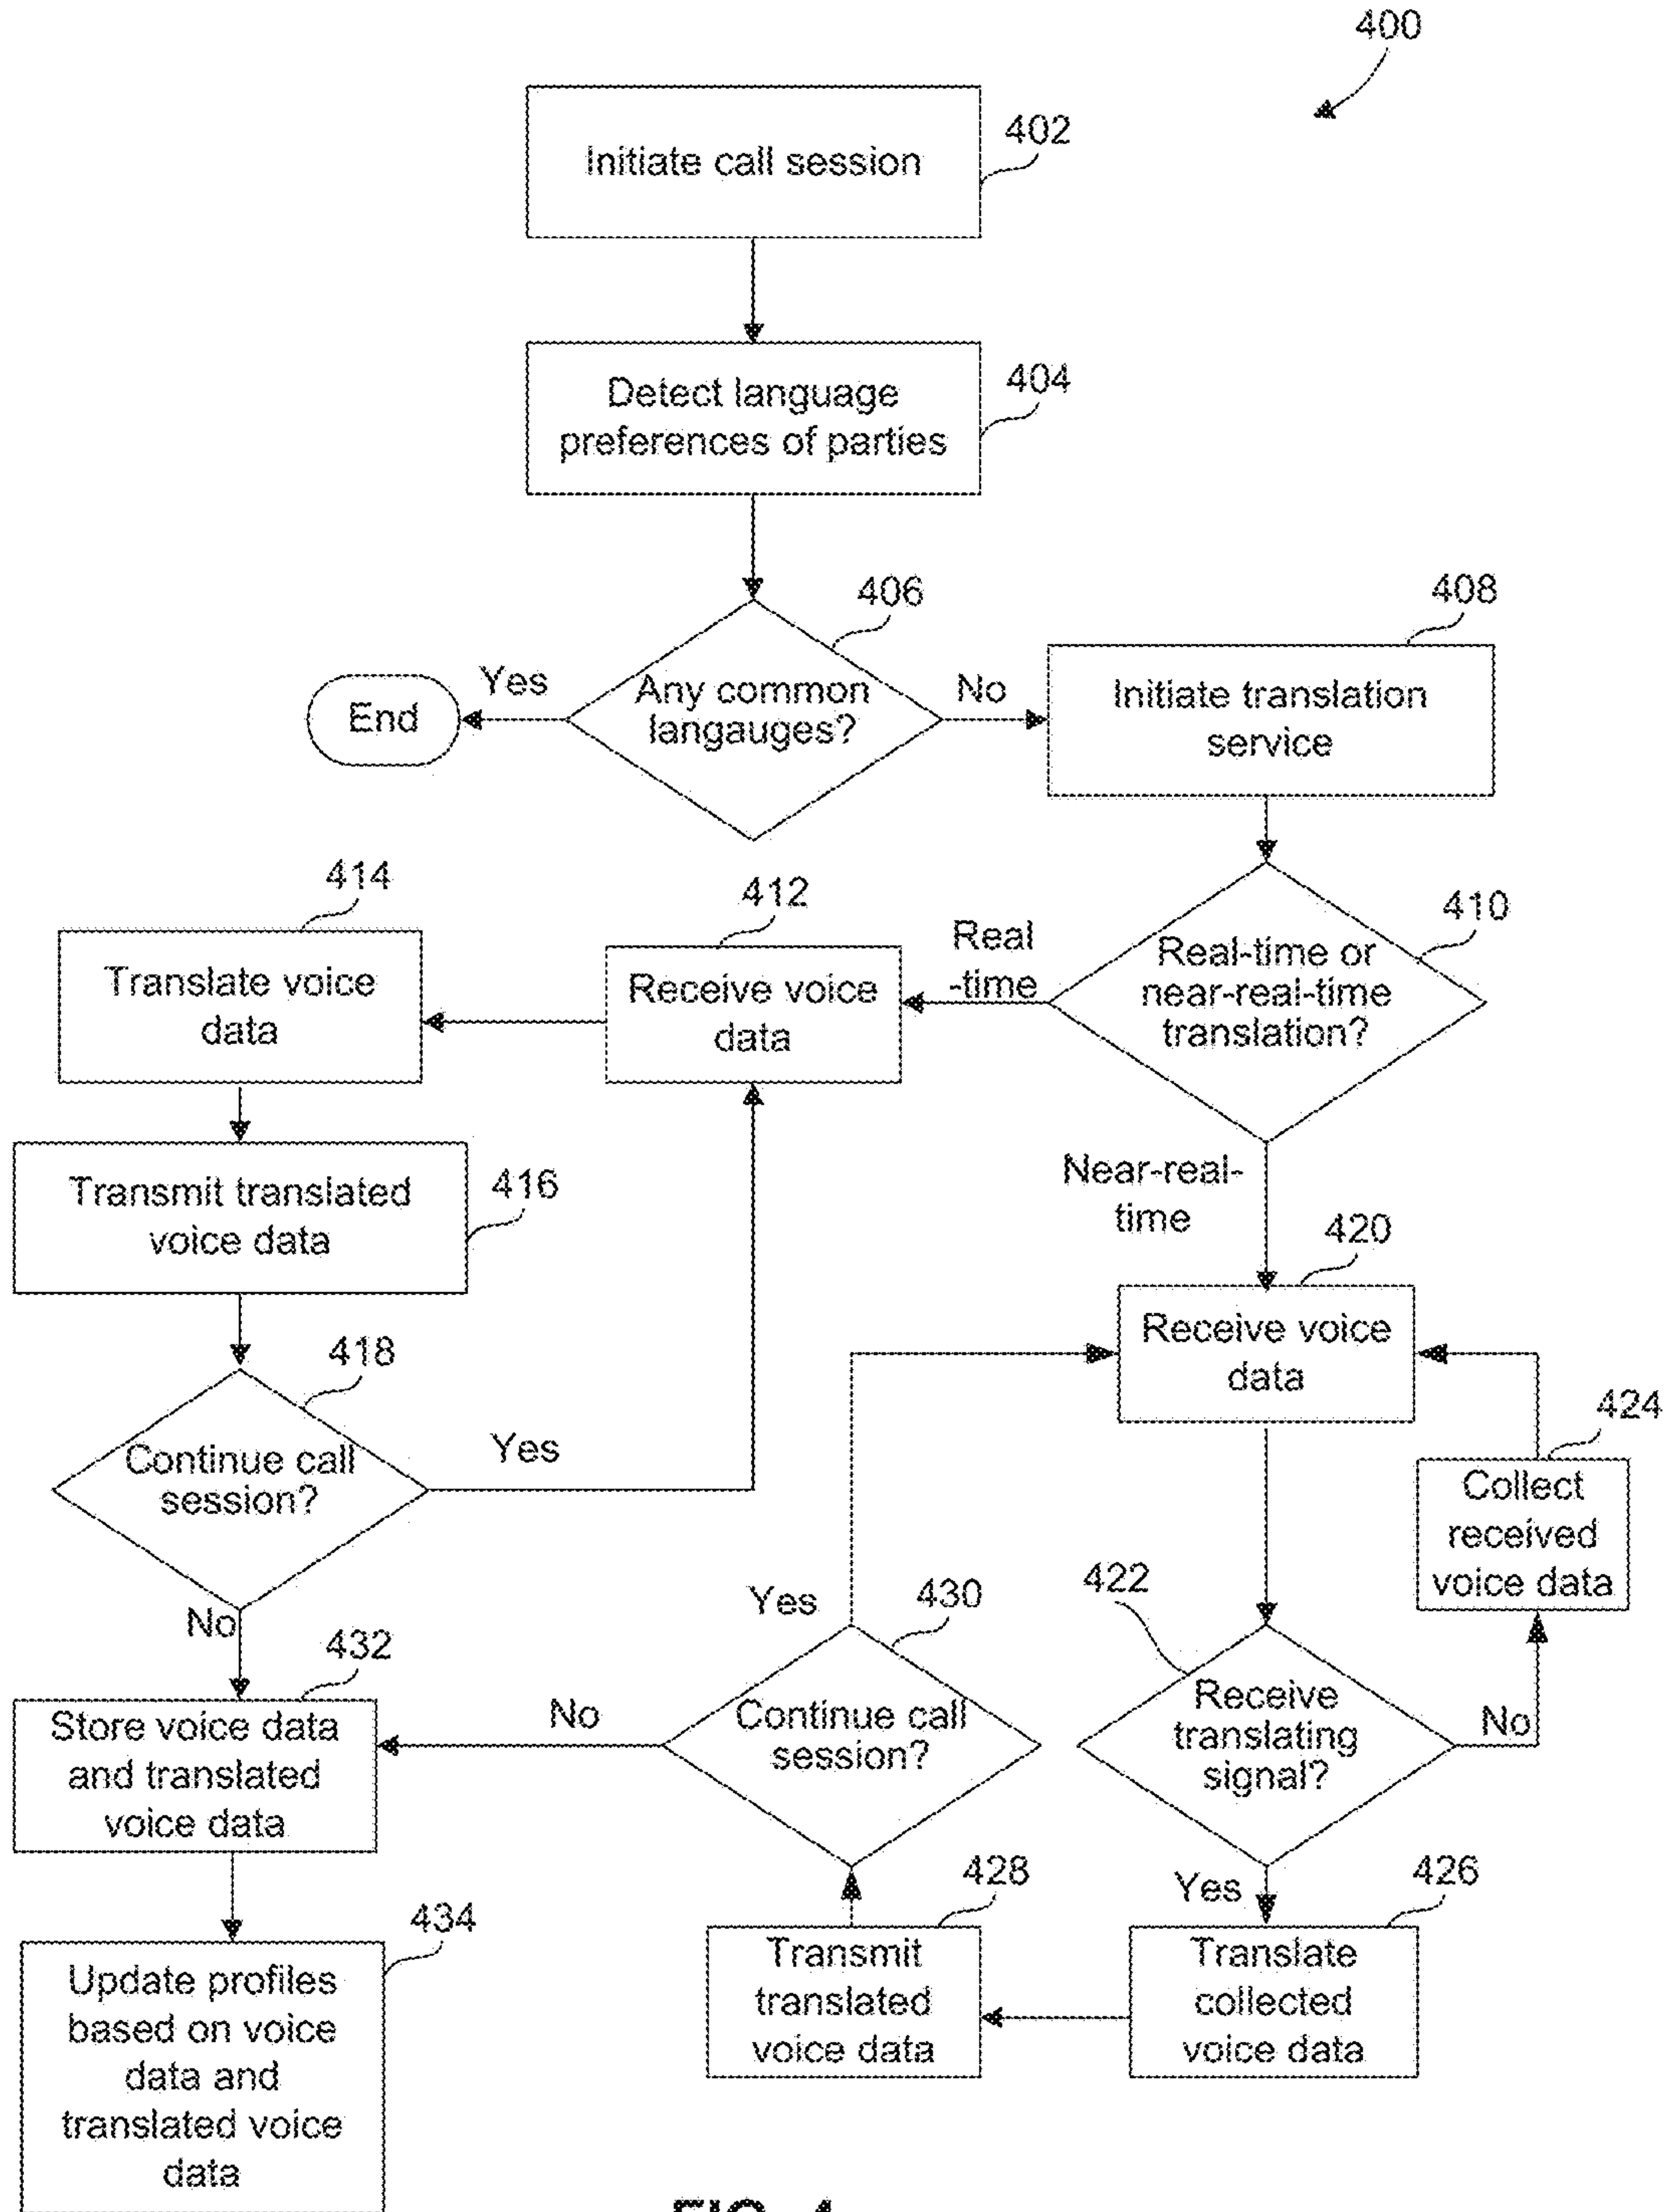 400
402
Initiate call session
404
Detect language
preferences of parties
406
408
Yes
No
End
Any common
langauges?
Initiate translation
service
414
412
410
Real
-time
Translate voice
data
Receive voice
data
Real-time or
near-real-time
translation?
416
Transmit translated
voice data
Near-real-
time
420
Receive voice
data
418
424
Continue call
session?
Yes
Collect
received
voice data
No
432
Yes
430
422
Store voice data
and translated
voice data
No
Continue call
session?
Receive
translating
signal?
No
428
Yes
426
434
Transmit
translated
voice data
Translate
collected
voice data
Update profiles
based on voice
data and
translated voice
data